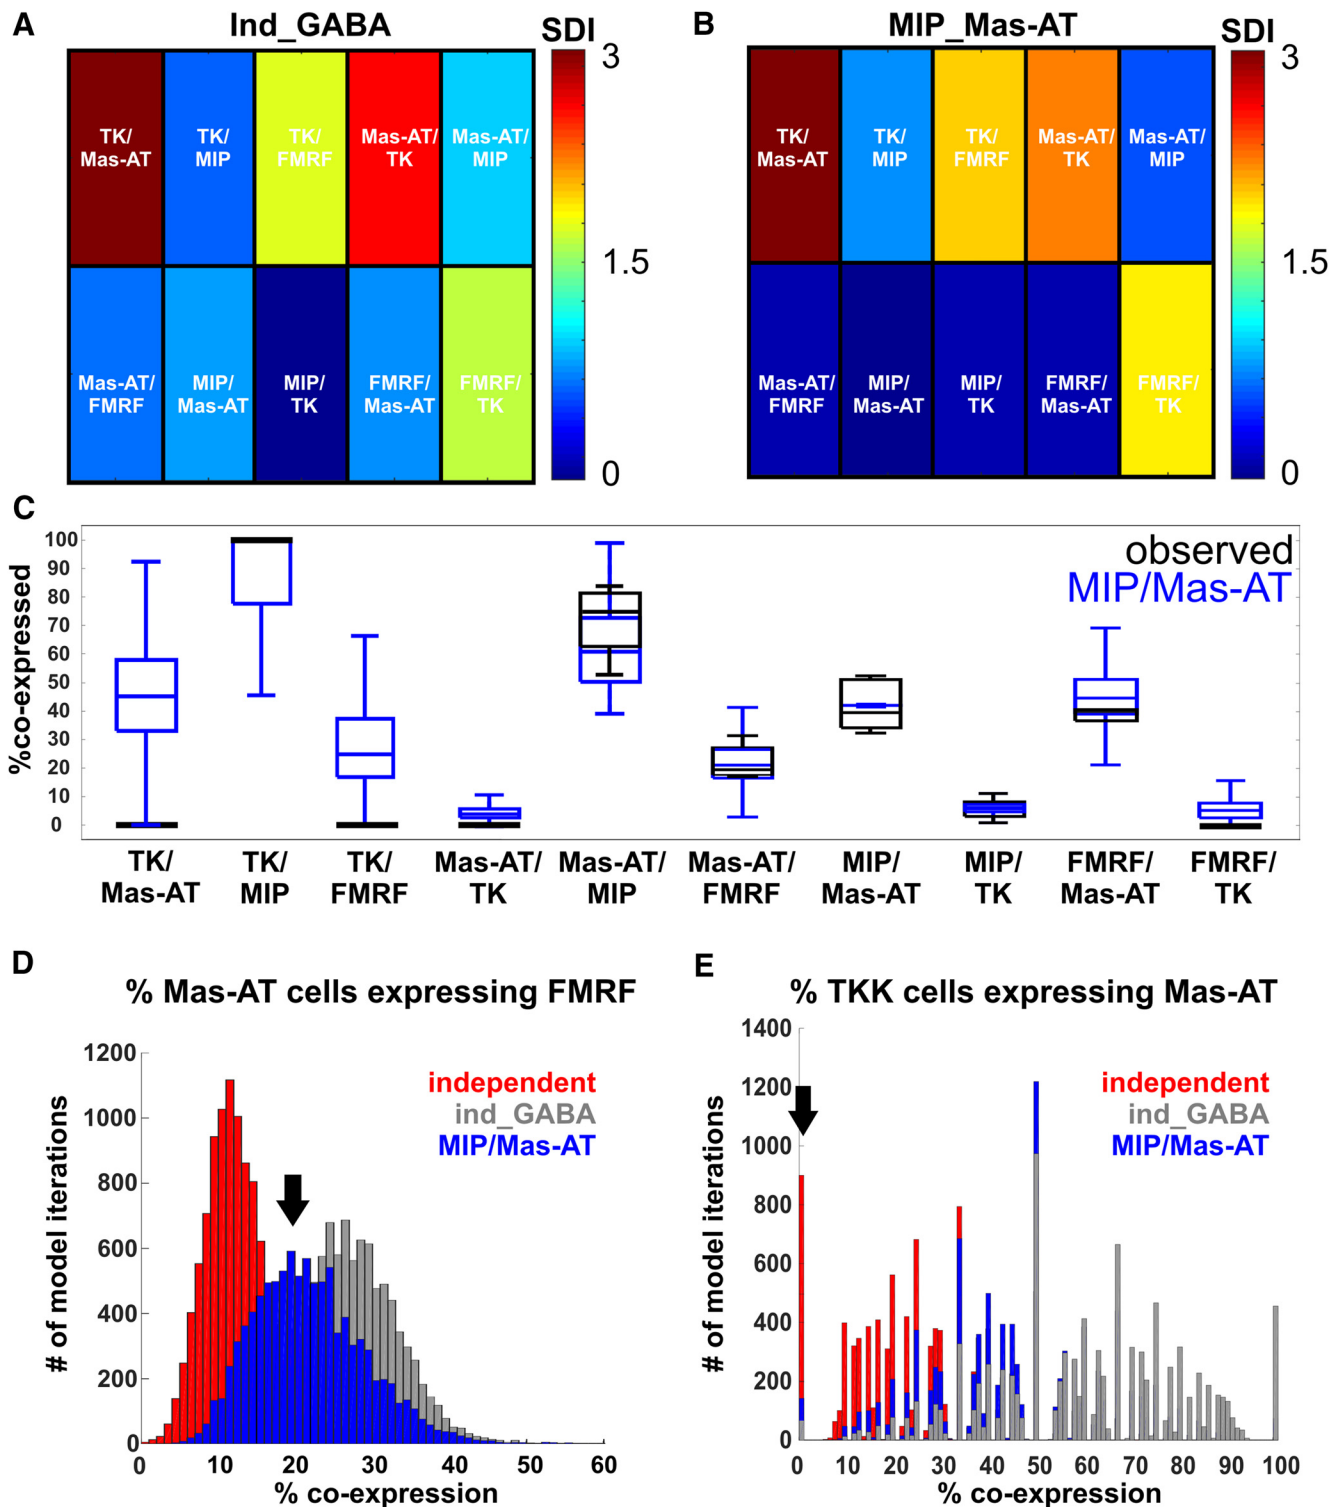 A
Ind_GABA
SDI
TK/
Mas-AT
TK/
MIP
TK/
FMRF
Mas-AT/
TK
Mas-AT/
MIP
Mas-AT/
FMRF
MIP/
Mas-AT
MIP/
TK
FMRF/
Mas-AT
FMRF/
TK
3
1.5
0
B
MIP_Mas-AT
SDI
TK/
Mas-AT
TK/
MIP
TK/
FMRF
Mas-AT/
TK
Mas-AT/
MIP
Mas-AT/
FMRF
MIP/
Mas-AT
MIP/
TK
FMRF/
Mas-AT
FMRF/
TK
3
1.5
0
C
%co-expressed
100
90
80
70
60
50
40
30
20
10
0
observed
MIP/Mas-AT
TK/
Mas-AT
TK/
MIP
TK/
FMRF
Mas-AT/
TK
Mas-AT/
MIP
Mas-AT/
FMRF
MIP/
Mas-AT
MIP/
TK
FMRF/
Mas-AT
FMRF/
TK
D
% Mas-AT cells expressing FMRF
# of model iterations
1200
1000
800
600
400
200
0
independent
ind_GABA
MIP/Mas-AT
0 10 20 30 40 50 60
% co-expression
E
% TKK cells expressing Mas-AT
# of model iterations
1400
1200
1000
800
600
400
200
0
independent
ind_GABA
MIP/Mas-AT
0 10 20 30 40 50 60 70 80 90 100
% co-expression